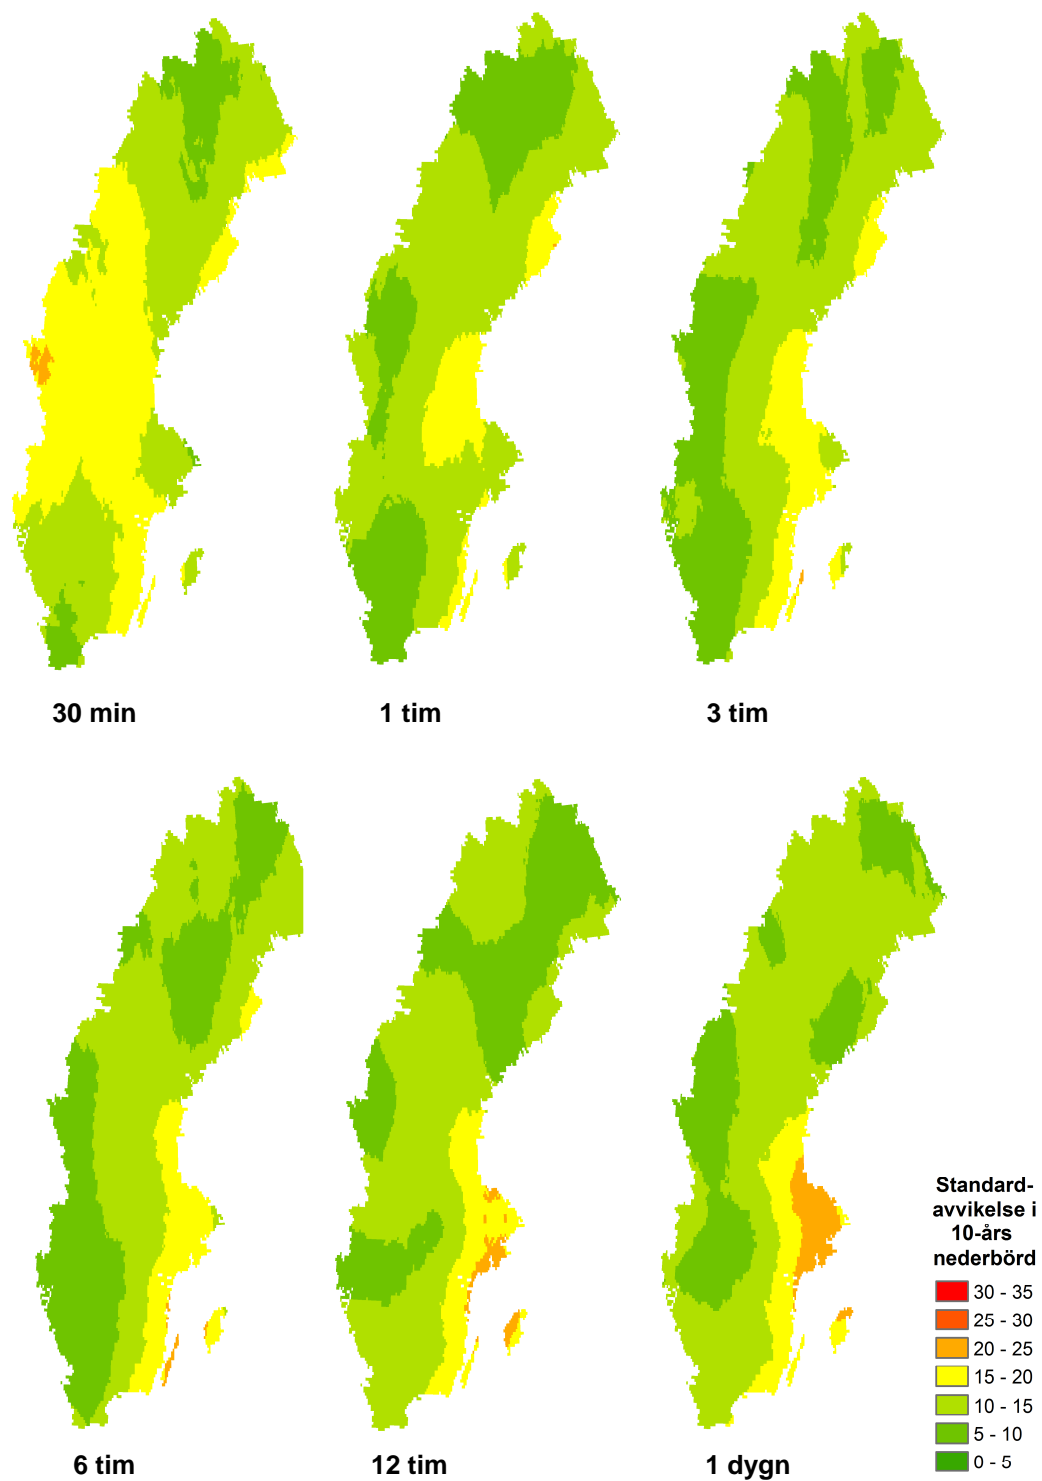 30 min
1 tim
3 tim
6 tim
12 tim
1 dygn
Standard-
avvikelse i
10-års
nederbörd
30 - 35
25 - 30
20 - 25
15 - 20
10 - 15
5 - 10
0 - 5